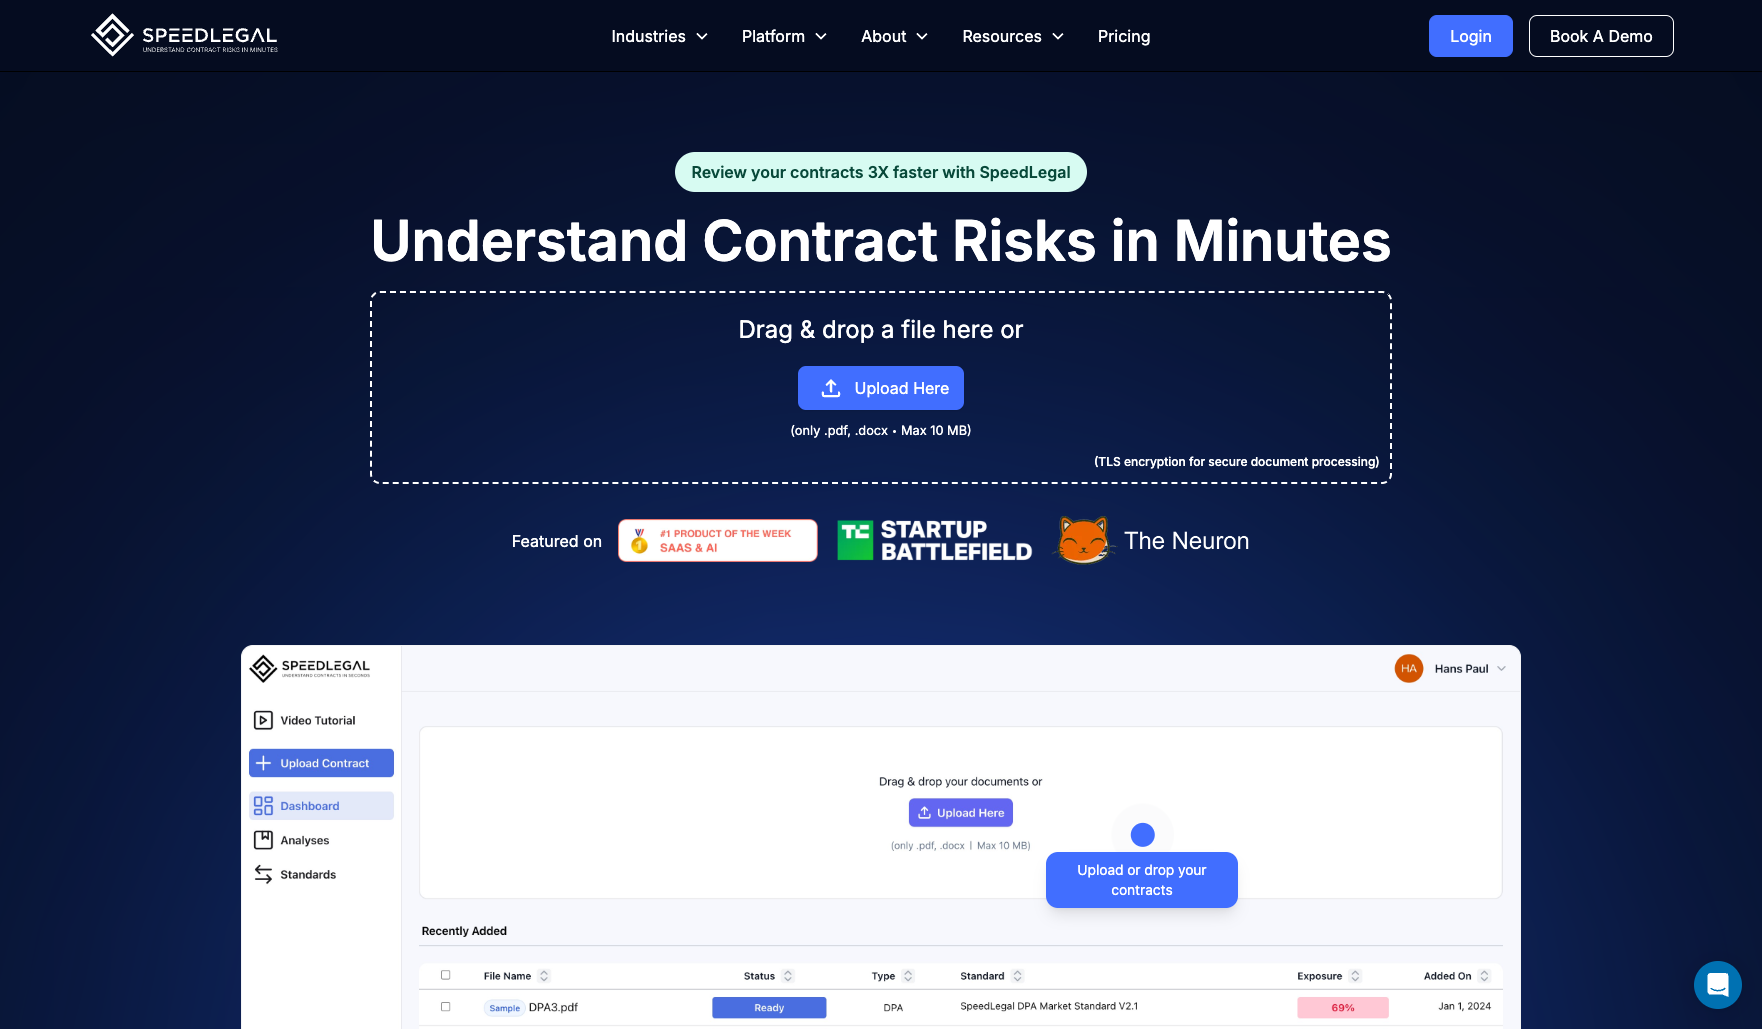 SPEEDLEGAL
UNDERSTAND CONTRACT RISKS IN MINUTES
Industries
Platform
About
Resources
Pricing
Login
Book A Demo
Review your contracts 3X faster with SpeedLegal
Understand Contract Risks in Minutes
Drag & drop a file here or
Upload Here
(only .pdf, .docx • Max 10 MB)
(TLS encryption for secure document processing)
Featured on
#1 PRODUCT OF THE WEEK
SAAS & AI
TC
STARTUP
BATTLEFIELD
The Neuron
SPEEDLEGAL
UNDERSTAND CONTRACTS IN SECONDS
HA
Hans Paul
Video Tutorial
Upload Contract
Dashboard
Analyses
Standards
Drag & drop your documents or
Upload Here
(only .pdf, .docx | Max 10 MB)
Upload or drop your
contracts
Recently Added
File Name
Status
Type
Standard
Exposure
Added On
Sample
DPA3.pdf
Ready
DPA
SpeedLegal DPA Market Standard V2.1
69%
Jan 1, 2024